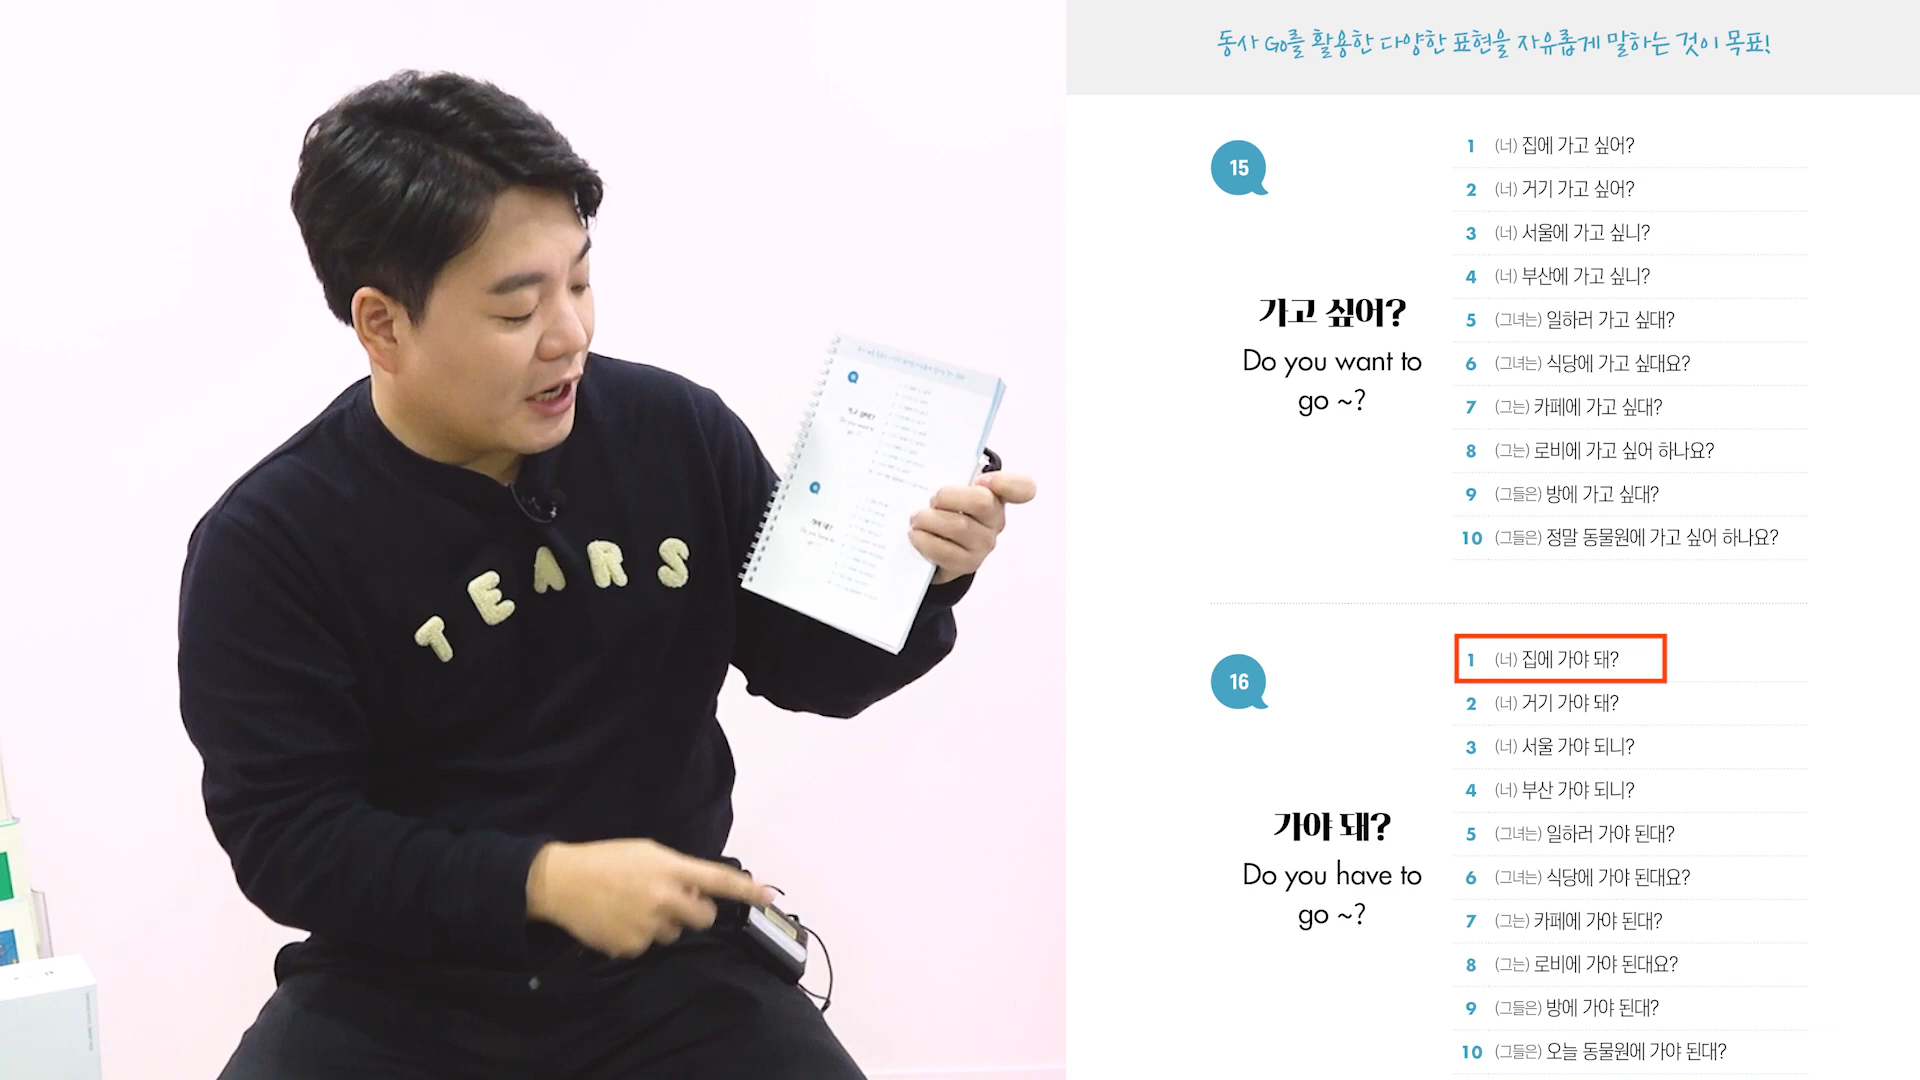 동사 Go를 활용한 다양한 표현을 자유롭게 말하는 것이 목표!
15
가고 싶어?
Do you want to
go ~?
1 (너) 집에 가고 싶어?
2 (너) 거기 가고 싶어?
3 (너) 서울에 가고 싶니?
4 (너) 부산에 가고 싶니?
5 (그녀는) 일하러 가고 싶대?
6 (그녀는) 식당에 가고 싶대요?
7 (그는) 카페에 가고 싶대?
8 (그는) 로비에 가고 싶어 하나요?
9 (그들은) 방에 가고 싶대?
10 (그들은) 정말 동물원에 가고 싶어 하나요?
16
가야 돼?
Do you have to
go ~?
1 (너) 집에 가야 돼?
2 (너) 거기 가야 돼?
3 (너) 서울 가야 되니?
4 (너) 부산 가야 되니?
5 (그녀는) 일하러 가야 된대?
6 (그녀는) 식당에 가야 된대요?
7 (그는) 카페에 가야 된대?
8 (그는) 로비에 가야 된대요?
9 (그들은) 방에 가야 된대?
10 (그들은) 오늘 동물원에 가야 된대?
TEARS